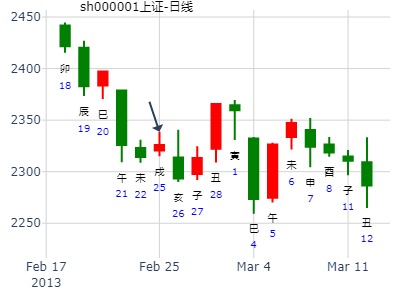 sh000001上证-日线
2450
2400
2350
2300
2250
卯
18
辰
19
巳
20
午
21
未
22
戌
25
亥
26
子
27
丑
28
寅
1
巳
4
午
5
未
6
申
7
酉
8
子
11
丑
12
Feb 17
2013
Feb 25
Mar 4
Mar 11